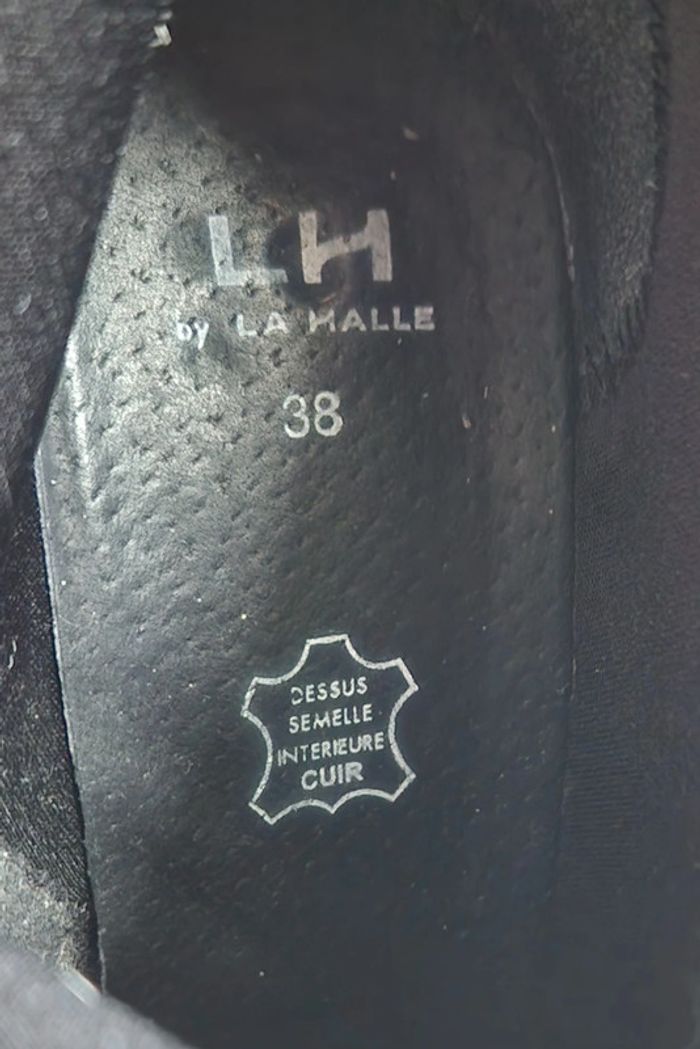 LH
by LA HALLE
38
DESSUS
SEMELLE
INTERIEURE
CUIR